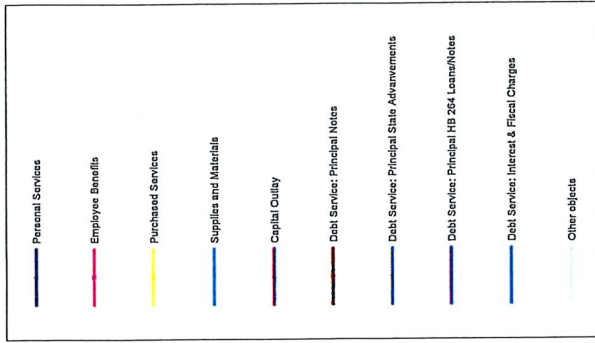 Personal Services
Employee Benefits
Purchased Services
Supplies and Materials
Capital Outlay
Debt Service: Principal Notes
Debt Service: Principal State Advanvements
Debt Service: Principal HB 264 Loans/Notes
Debt Service: Interest & Fiscal Charges
Other objects